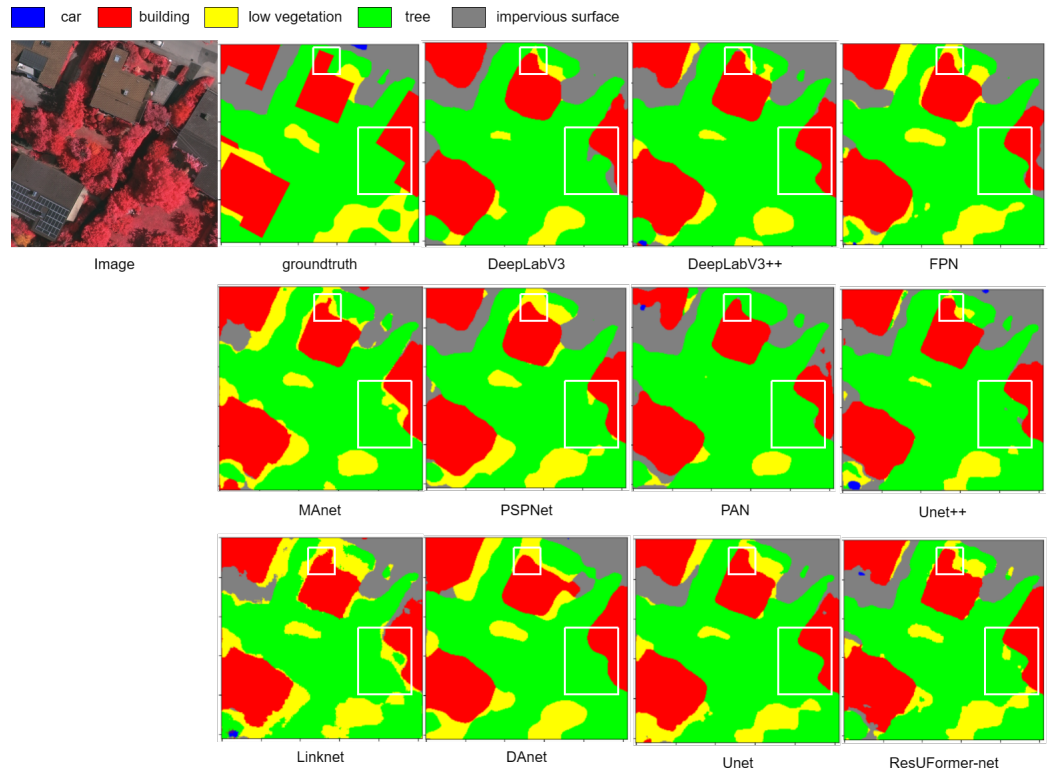 car building low vegetation tree impervious surface
Image groundtruth DeepLabV3 DeepLabV3++ FPN
MAnet PSPNet PAN Unet++
Linknet DAnet Unet ResUFormer-net